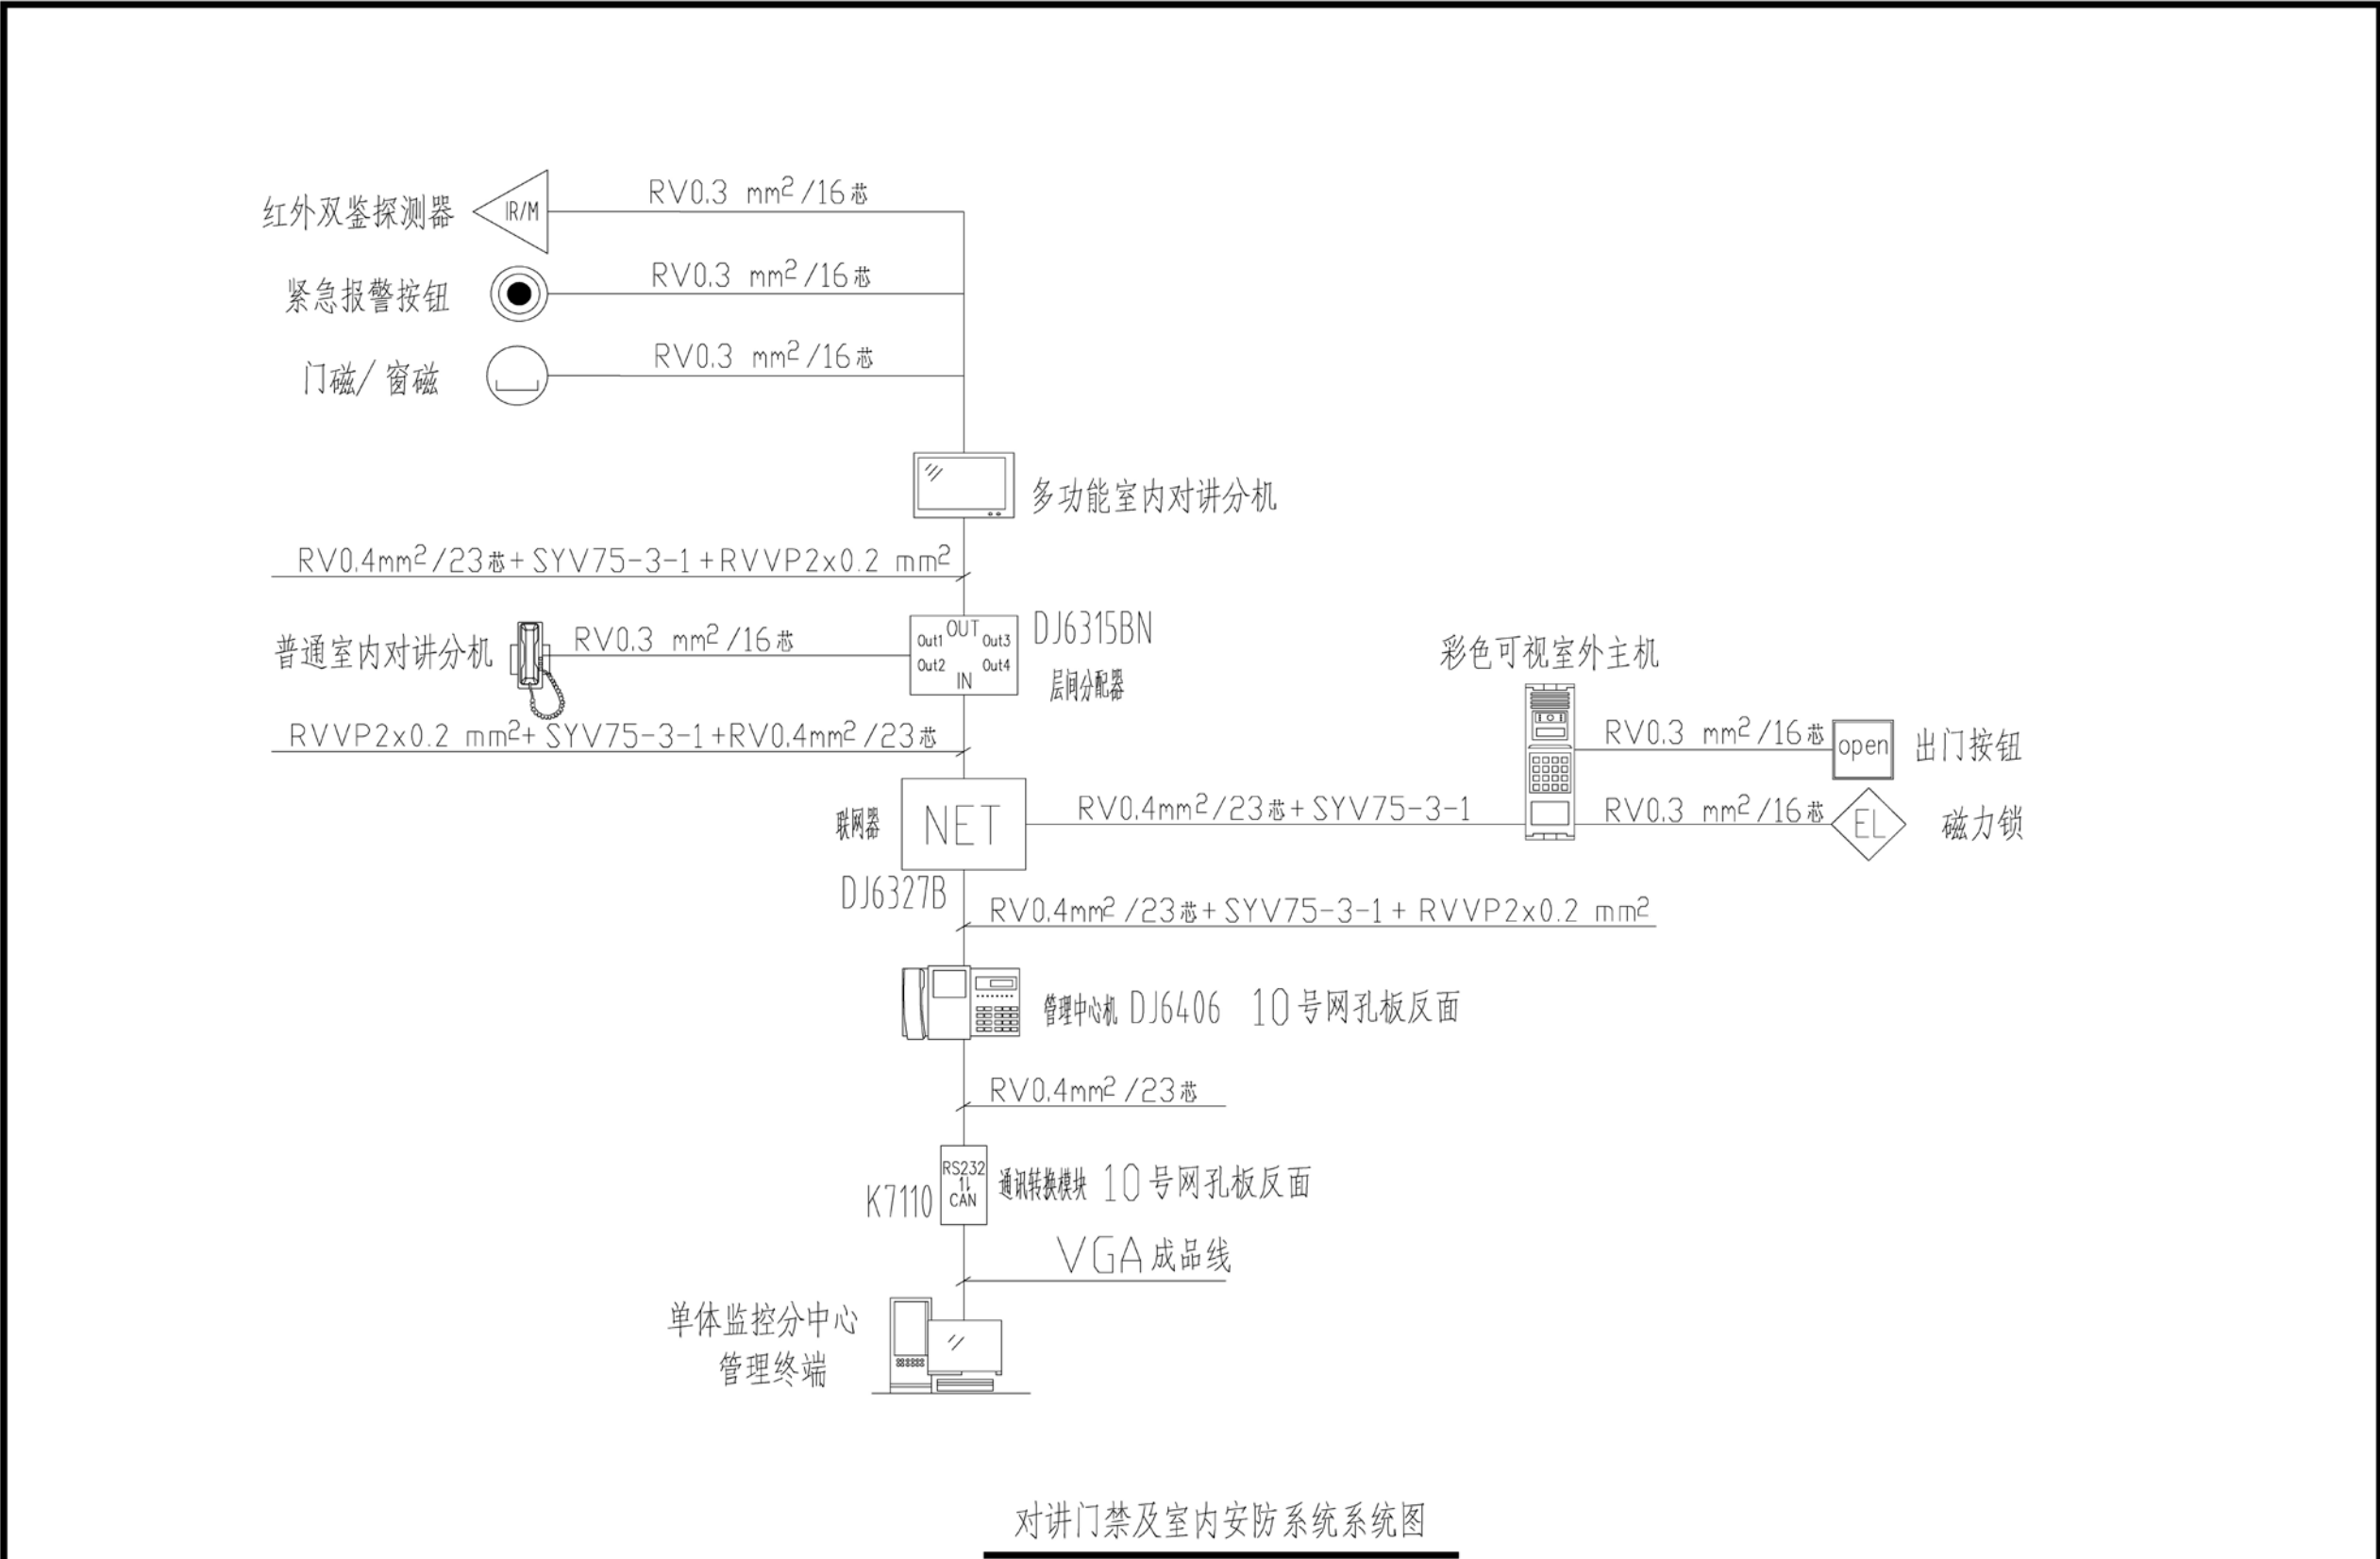 红外双鉴探测器
IR/M
RV0.3 mm²/16芯
紧急报警按钮
RV0.3 mm²/16芯
门磁/窗磁
RV0.3 mm²/16芯
多功能室内对讲分机
RV0.4mm²/23芯+SYV75-3-1+RVVP2x0.2 mm²
普通室内对讲分机
RV0.3 mm²/16芯
OUT
Out1 Out3
Out2 Out4
IN
DJ6315BN
层间分配器
RVVP2x0.2 mm²+ SYV75-3-1+RV0.4mm²/23芯
彩色可视室外主机
RV0.3 mm²/16芯
open
出门按钮
联网器
NET
DJ6327B
RV0.4mm²/23芯+SYV75-3-1
RV0.3 mm²/16芯
EL
磁力锁
RV0.4mm²/23芯+SYV75-3-1+ RVVP2x0.2 mm²
管理中心机 DJ6406 10号网孔板反面
RV0.4mm²/23芯
K7110
RS232
↑↓
CAN
通讯转换模块 10号网孔板反面
VGA成品线
单体监控分中心
管理终端
对讲门禁及室内安防系统系统图